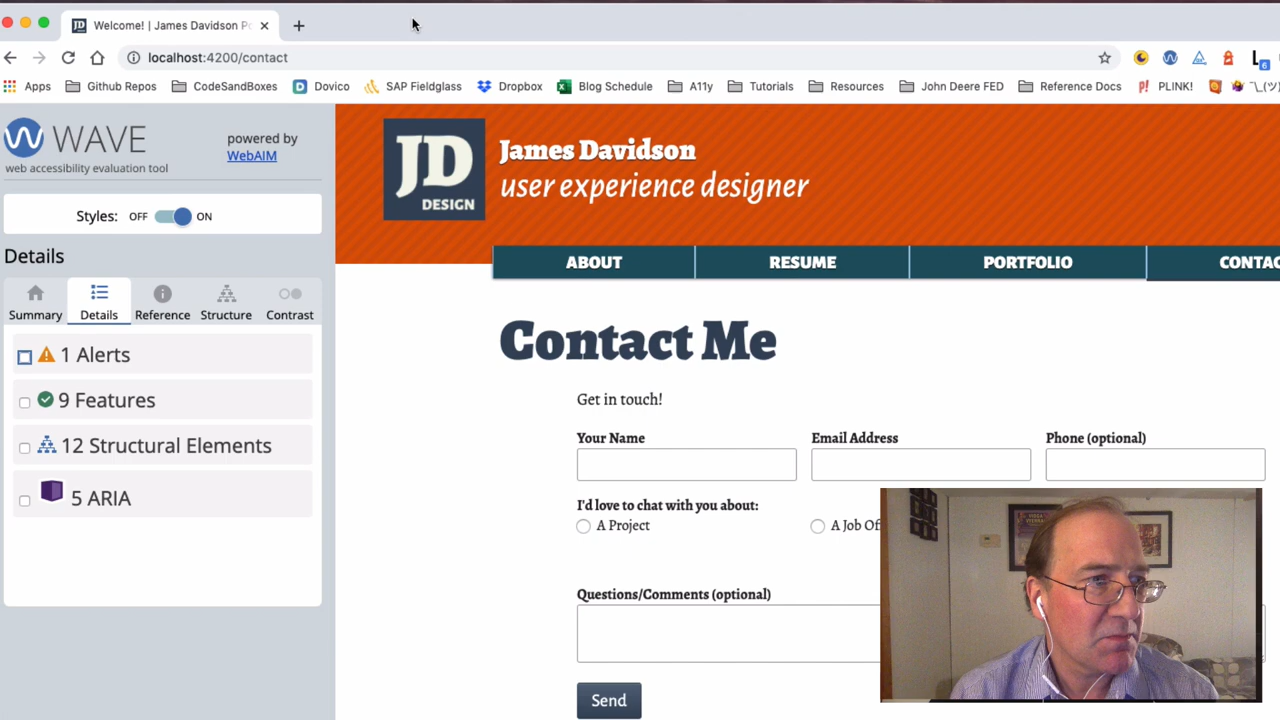 Welcome! | James Davidson Po
localhost:4200/contact
Apps Github Repos CodeSandBoxes Dovico SAP Fieldglass Dropbox Blog Schedule A11y Tutorials Resources John Deere FED Reference Docs PLINK! ¯\_(ツ)
6
WAVE
web accessibility evaluation tool
powered by
WebAIM
Styles: OFF ON
Details
Summary Details Reference Structure Contrast
1 Alerts
9 Features
12 Structural Elements
5 ARIA
JD
DESIGN
James Davidson
user experience designer
ABOUT RESUME PORTFOLIO CONTAC
Contact Me
Get in touch!
Your Name Email Address Phone (optional)
I'd love to chat with you about:
A Project A Job Of
Questions/Comments (optional)
Send